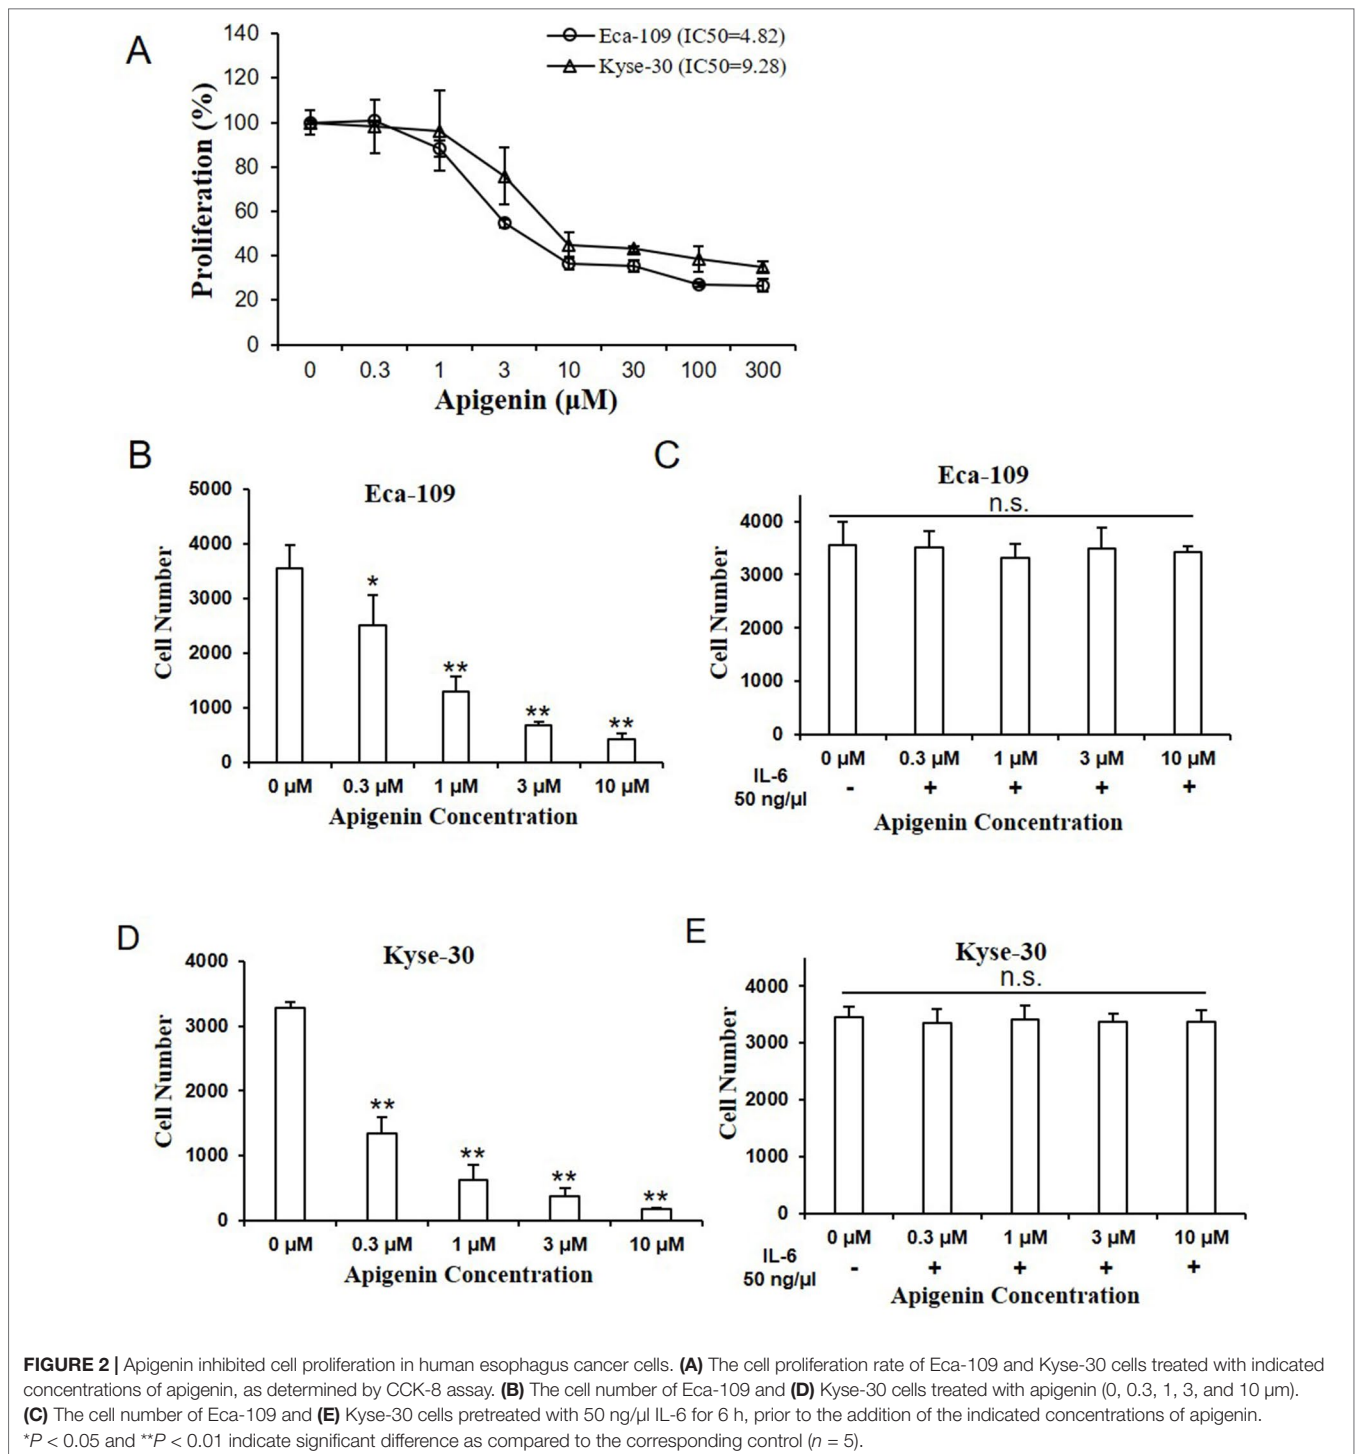 A
140
120
100
80
60
40
20
0
Proliferation (%)
Eca-109 (IC50=4.82)
Kyse-30 (IC50=9.28)
0 0.3 1 3 10 30 100 300
Apigenin (µM)
B
Eca-109
5000
4000
3000
2000
1000
0
Cell Number
*
**
**
**
0 µM 0.3 µM 1 µM 3 µM 10 µM
Apigenin Concentration
C
Eca-109
n.s.
4000
3000
2000
1000
0
Cell Number
0 µM 0.3 µM 1 µM 3 µM 10 µM
IL-6
50 ng/µl - + + + +
Apigenin Concentration
D
Kyse-30
4000
3000
2000
1000
0
Cell Number
**
**
**
**
0 µM 0.3 µM 1 µM 3 µM 10 µM
Apigenin Concentration
E
Kyse-30
n.s.
4000
3000
2000
1000
0
Cell Number
0 µM 0.3 µM 1 µM 3 µM 10 µM
IL-6
50 ng/µl - + + + +
Apigenin Concentration
FIGURE 2 | Apigenin inhibited cell proliferation in human esophagus cancer cells. (A) The cell proliferation rate of Eca-109 and Kyse-30 cells treated with indicated
concentrations of apigenin, as determined by CCK-8 assay. (B) The cell number of Eca-109 and (D) Kyse-30 cells treated with apigenin (0, 0.3, 1, 3, and 10 µm).
(C) The cell number of Eca-109 and (E) Kyse-30 cells pretreated with 50 ng/µl IL-6 for 6 h, prior to the addition of the indicated concentrations of apigenin.
*P < 0.05 and **P < 0.01 indicate significant difference as compared to the corresponding control (n = 5).